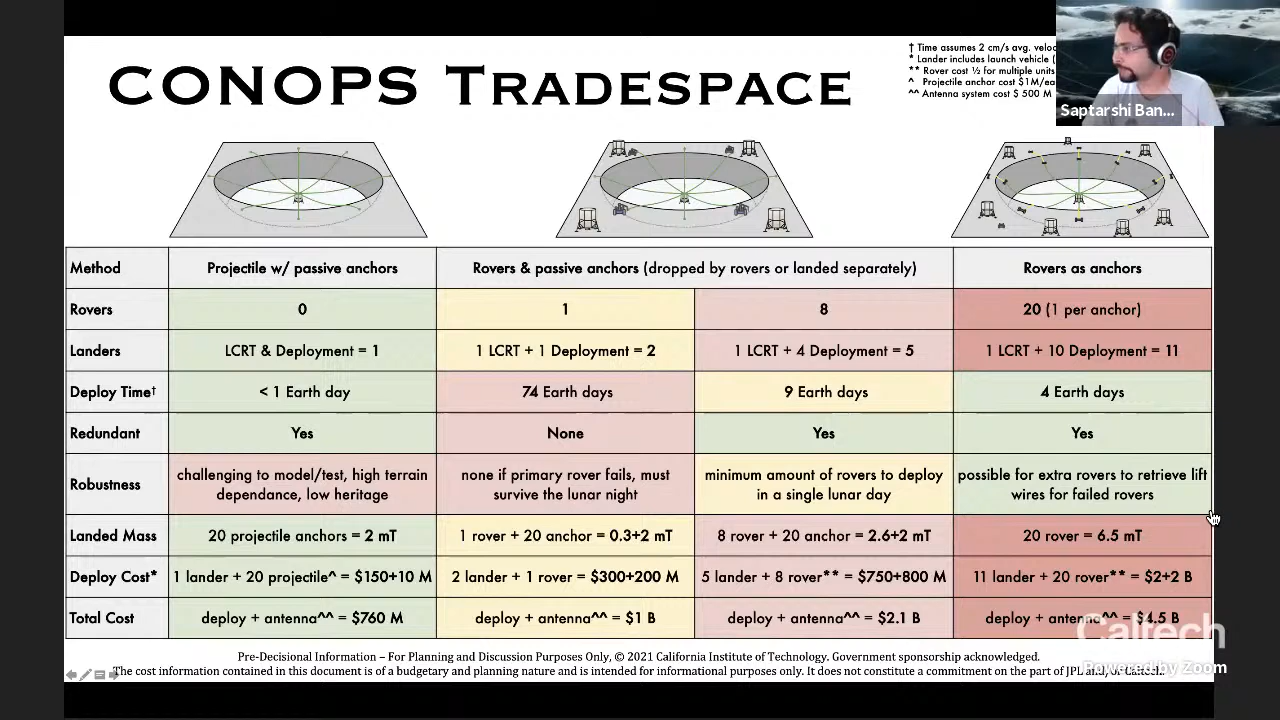 CONOPS TRADESPACE
† Time assumes 2 cm/s avg.
* Lander includes launch vehicle (
** Rover cost ½ for multiple units
^ Projectile anchor cost $1M/ea
^^ Antenna system cost $ 500 M
Saptarshi Ban...
Method Projectile w/ passive anchors Rovers & passive anchors (dropped by rovers or landed separately) Rovers as anchors
Rovers 0 1 8 20 (1 per anchor)
Landers LCRT & Deployment = 1 1 LCRT + 1 Deployment = 2 1 LCRT + 4 Deployment = 5 1 LCRT + 10 Deployment = 11
Deploy Time† < 1 Earth day 74 Earth days 9 Earth days 4 Earth days
Redundant Yes None Yes Yes
Robustness challenging to model/test, high terrain dependance, low heritage none if primary rover fails, must survive the lunar night minimum amount of rovers to deploy in a single lunar day possible for extra rovers to retrieve lift wires for failed rovers
Landed Mass 20 projectile anchors = 2 mT 1 rover + 20 anchor = 0.3+2 mT 8 rover + 20 anchor = 2.6+2 mT 20 rover = 6.5 mT
Deploy Cost* 1 lander + 20 projectile^ = $150+10 M 2 lander + 1 rover = $300+200 M 5 lander + 8 rover** = $750+800 M 11 lander + 20 rover** = $2+2 B
Total Cost deploy + antenna^^ = $760 M deploy + antenna^^ = $1 B deploy + antenna^^ = $2.1 B deploy + antenna^^ = $4.5 B
Caltech
Powered by Zoom
Pre-Decisional Information – For Planning and Discussion Purposes Only, © 2021 California Institute of Technology. Government sponsorship acknowledged.
The cost information contained in this document is of a budgetary and planning nature and is intended for informational purposes only. It does not constitute a commitment on the part of JPL and/or Caltech.